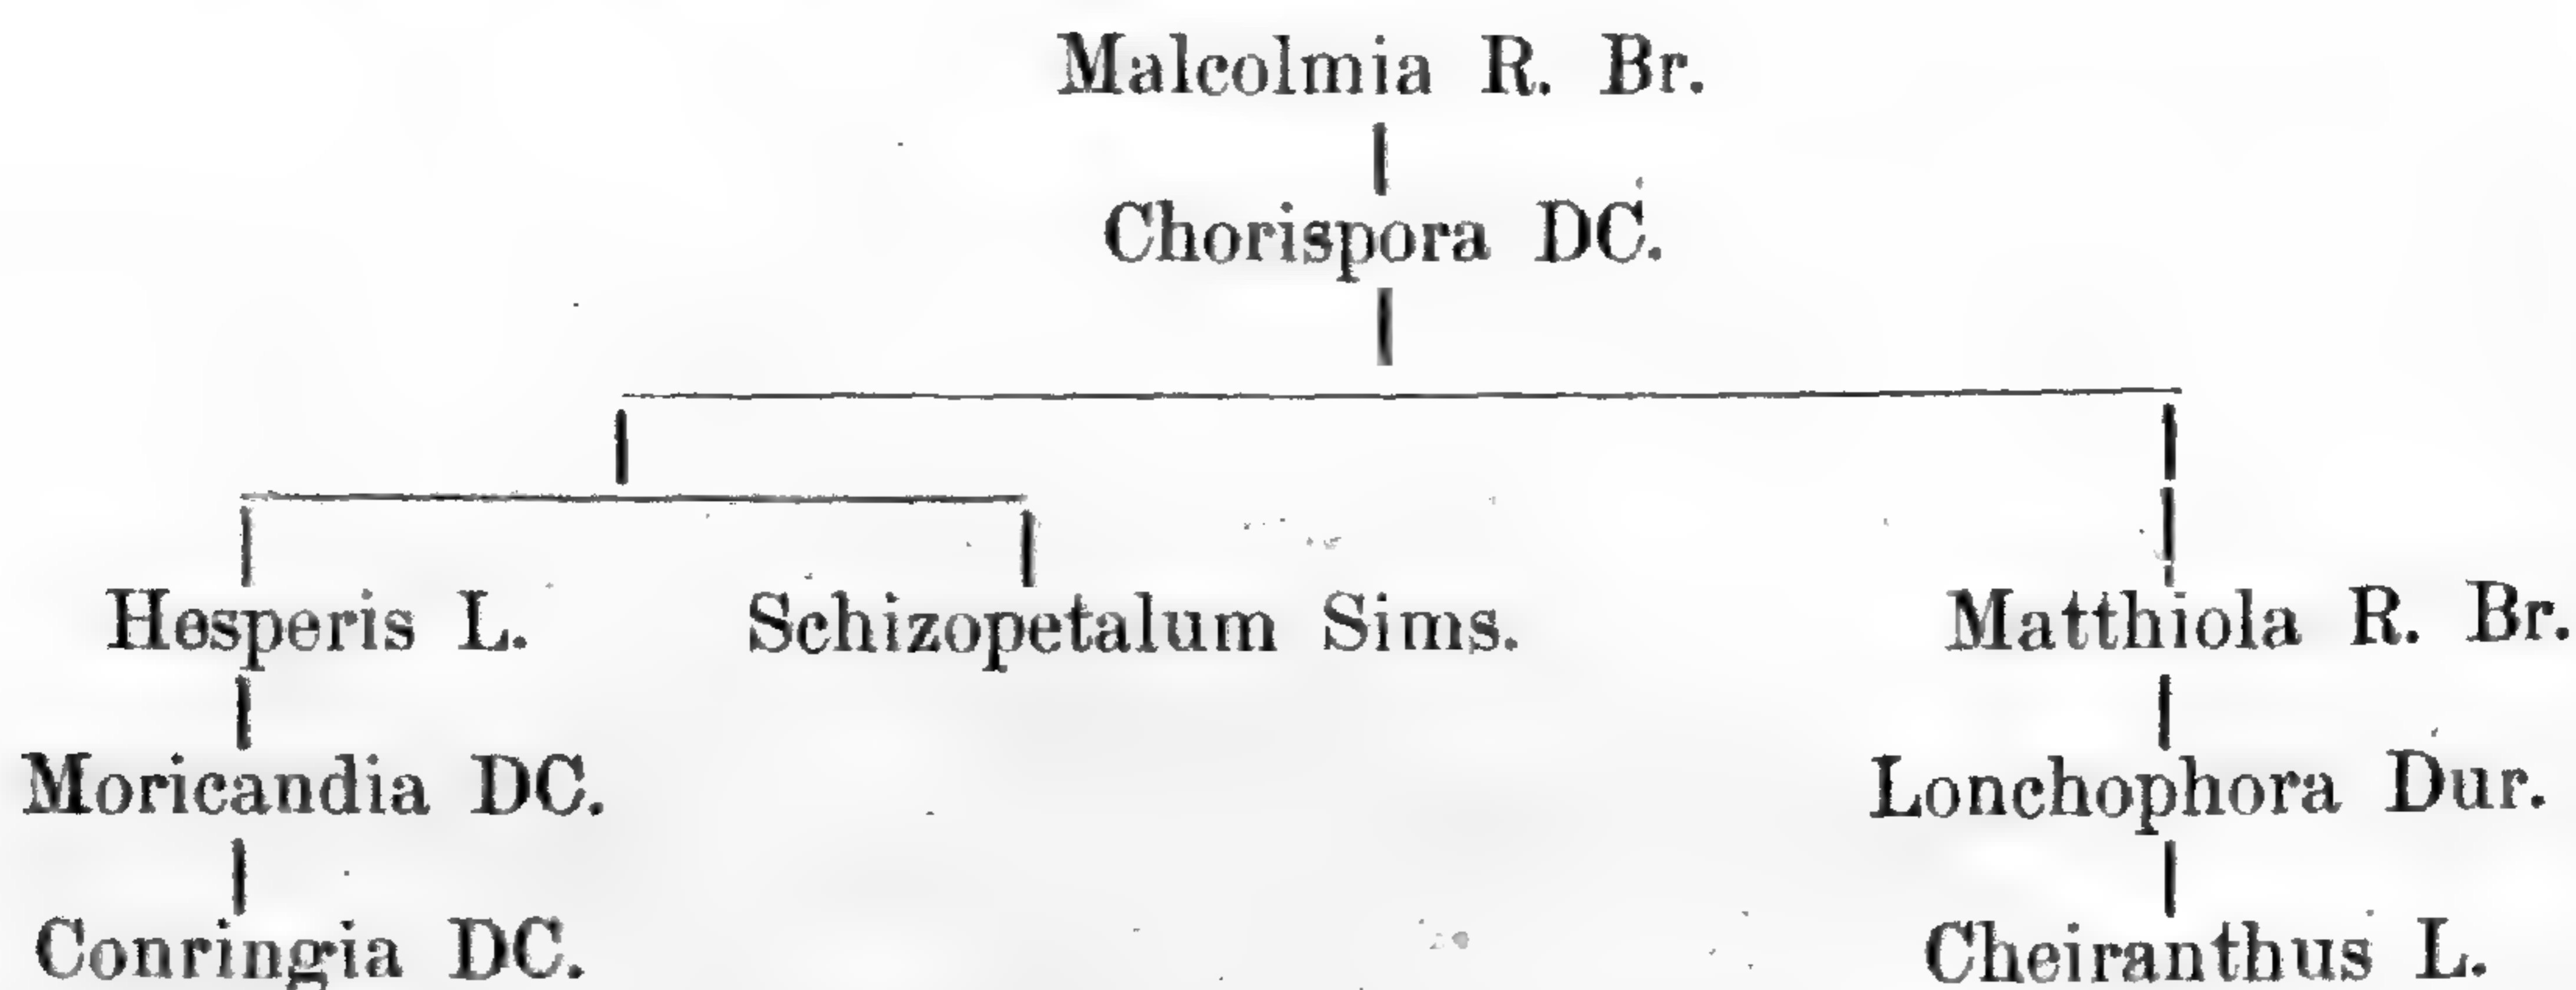 Malcolmia R. Br.
Chorispora DC.
Hesperis L.
Schizopetalum Sims.
Matthiola R. Br.
Moricandia DC.
Lonchophora Dur.
Conringia DC.
Cheiranthus L.